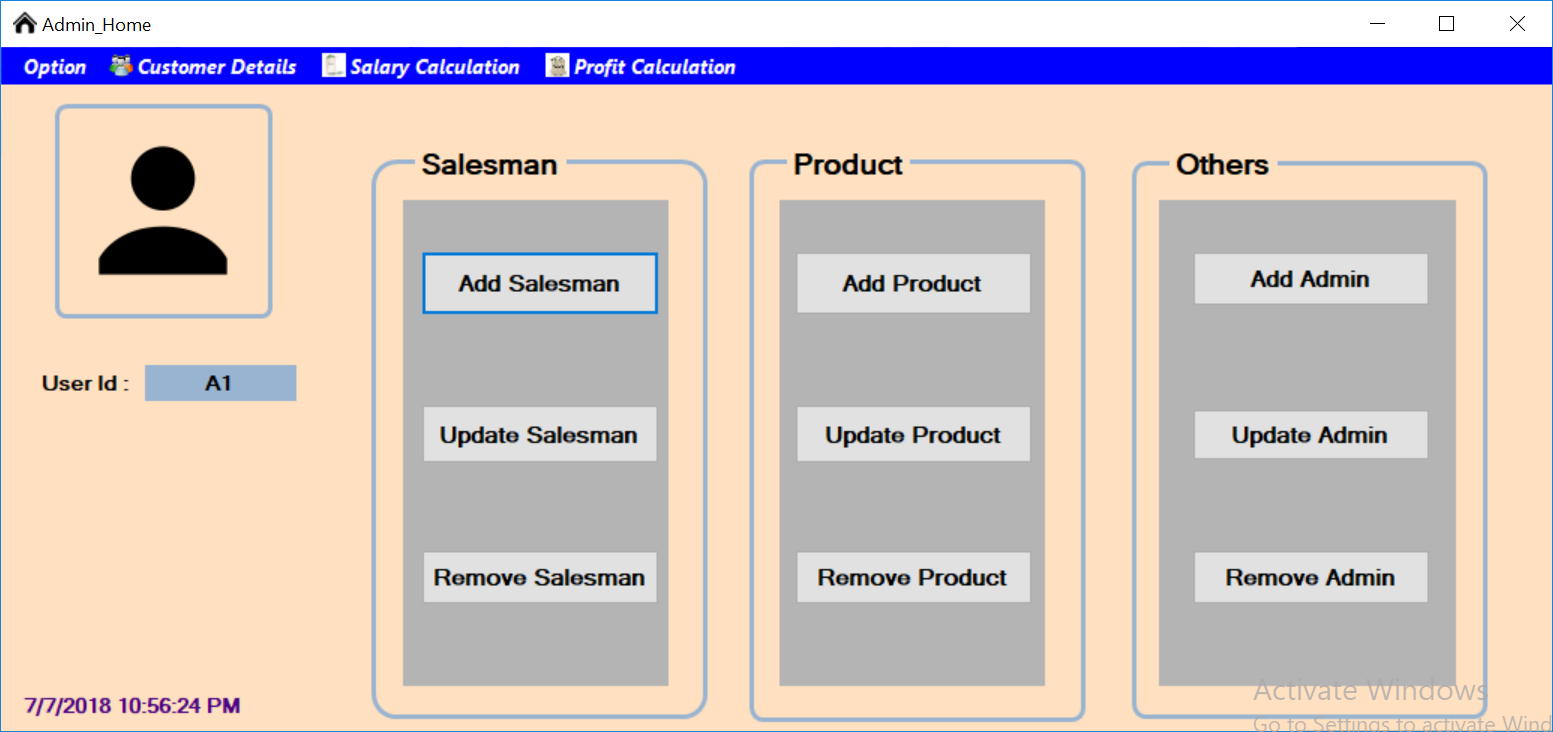 Admin_Home
Option Customer Details Salary Calculation Profit Calculation
User Id : A1
Salesman
Add Salesman
Update Salesman
Remove Salesman
Product
Add Product
Update Product
Remove Product
Others
Add Admin
Update Admin
Remove Admin
7/7/2018 10:56:24 PM
Activate Windows
Go to Settings to activate Wind